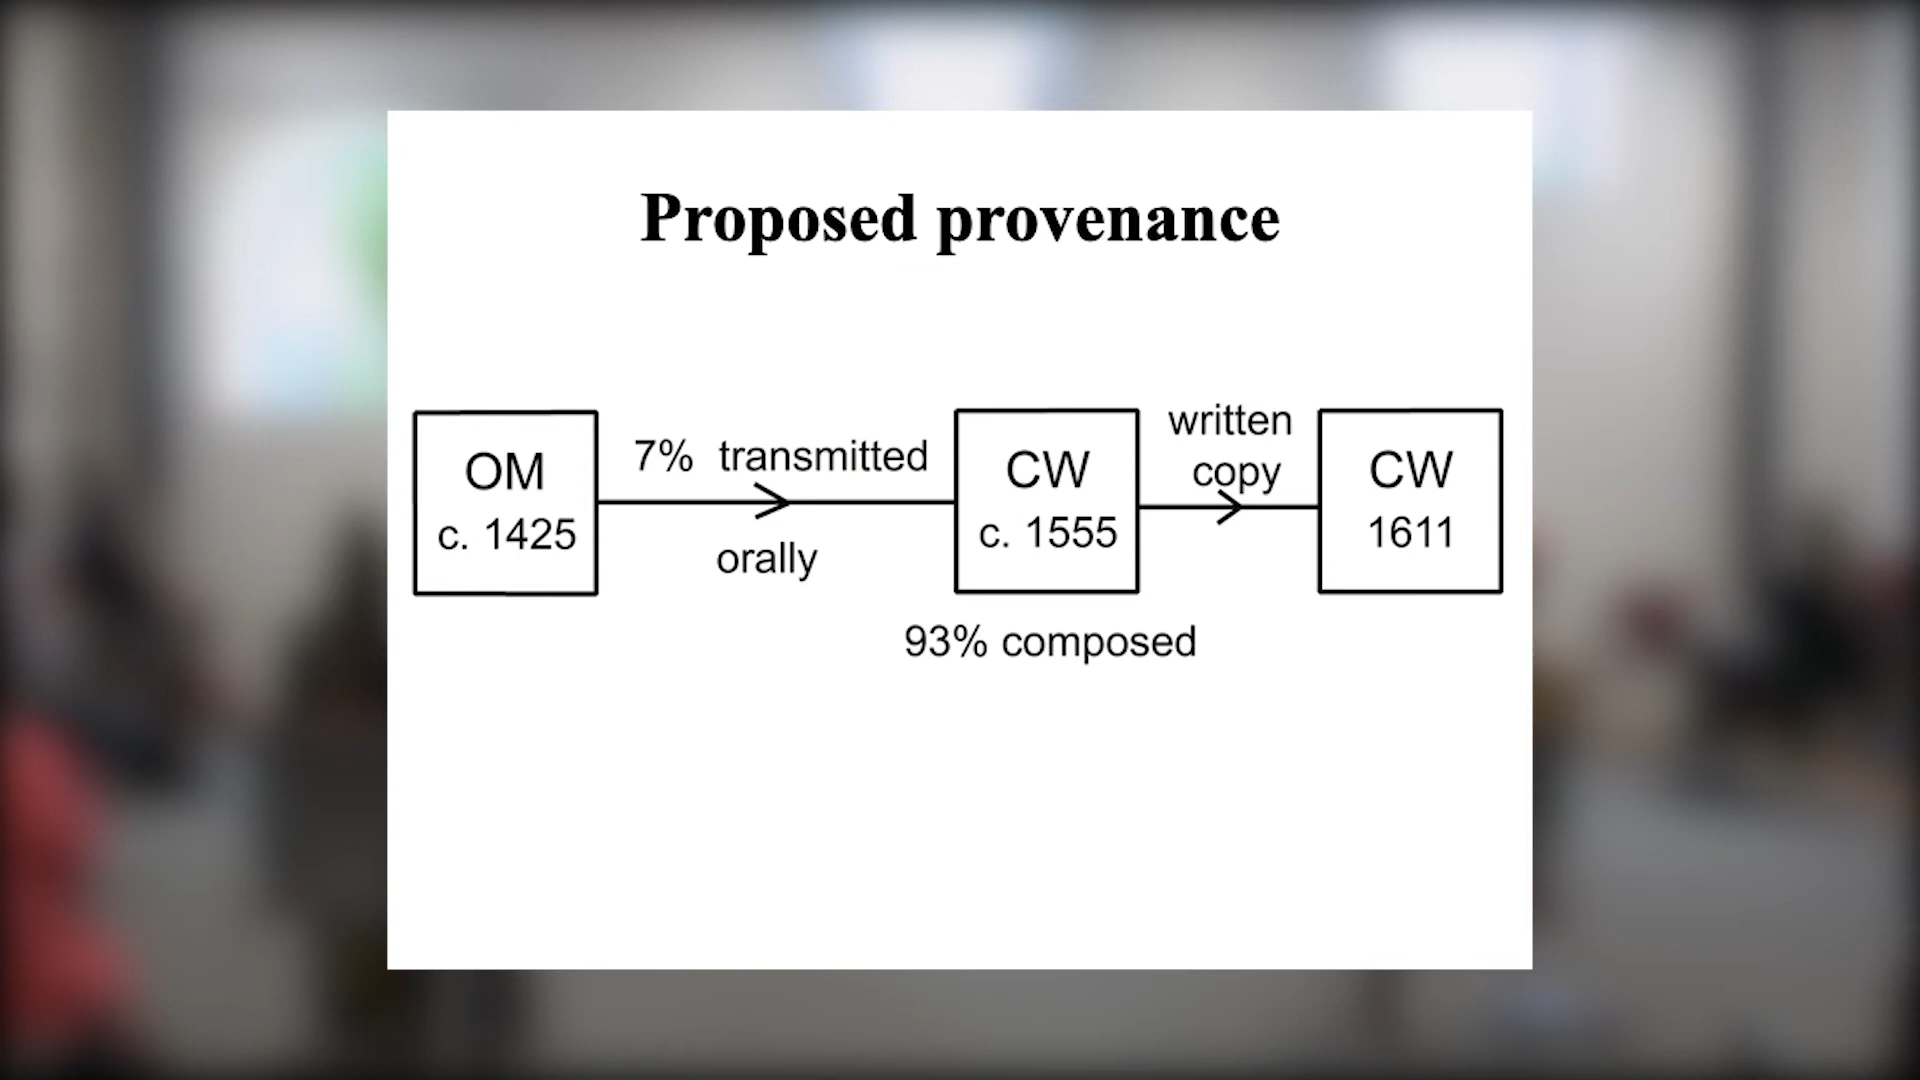 Proposed provenance
OM
c. 1425
7% transmitted
orally
CW
c. 1555
93% composed
written
copy
CW
1611